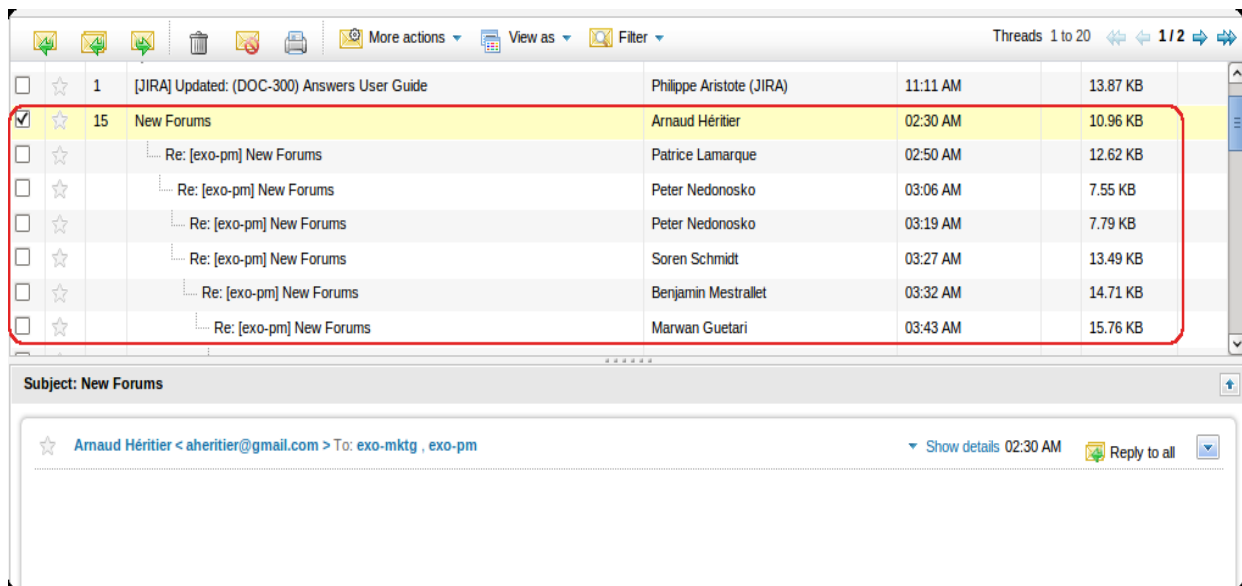 More actions View as Filter Threads 1 to 20 1 / 2
1 [JIRA] Updated: (DOC-300) Answers User Guide Philippe Aristote (JIRA) 11:11 AM 13.87 KB
15 New Forums Arnaud Héritier 02:30 AM 10.96 KB
Re: [exo-pm] New Forums Patrice Lamarque 02:50 AM 12.62 KB
Re: [exo-pm] New Forums Peter Nedonosko 03:06 AM 7.55 KB
Re: [exo-pm] New Forums Peter Nedonosko 03:19 AM 7.79 KB
Re: [exo-pm] New Forums Soren Schmidt 03:27 AM 13.49 KB
Re: [exo-pm] New Forums Benjamin Mestrallet 03:32 AM 14.71 KB
Re: [exo-pm] New Forums Marwan Guetari 03:43 AM 15.76 KB
Subject: New Forums
Arnaud Héritier < aheritier@gmail.com > To: exo-mktg , exo-pm Show details 02:30 AM Reply to all